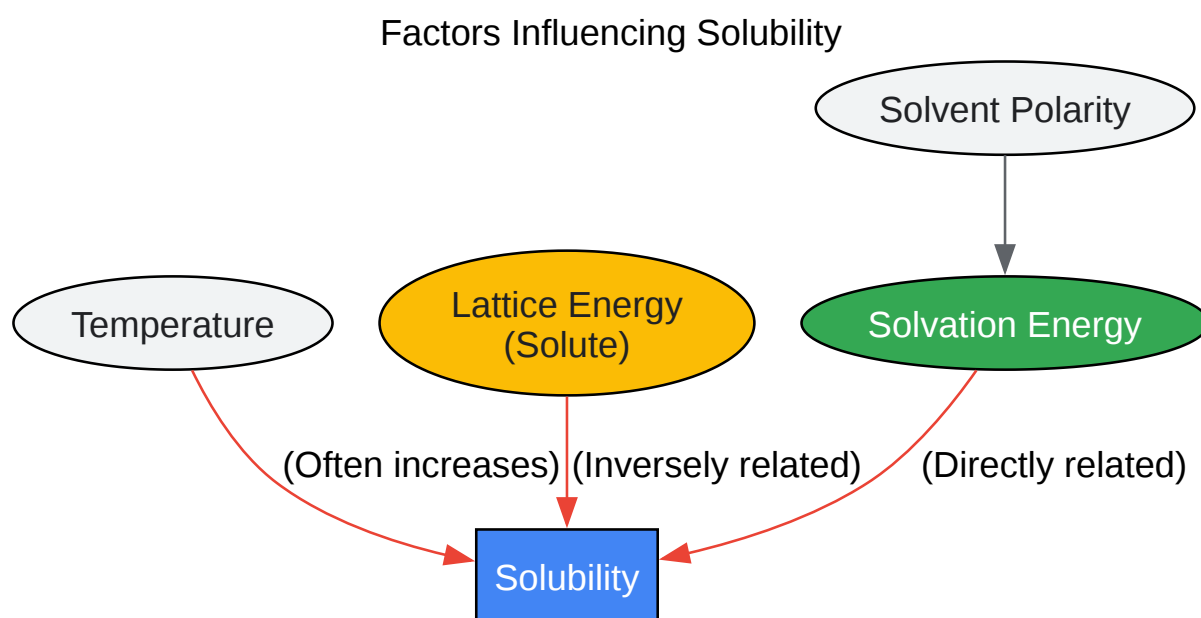 Factors Influencing Solubility
Solvent Polarity
Temperature
Lattice Energy
(Solute)
Solvation Energy
(Often increases)
(Inversely related)
(Directly related)
Solubility